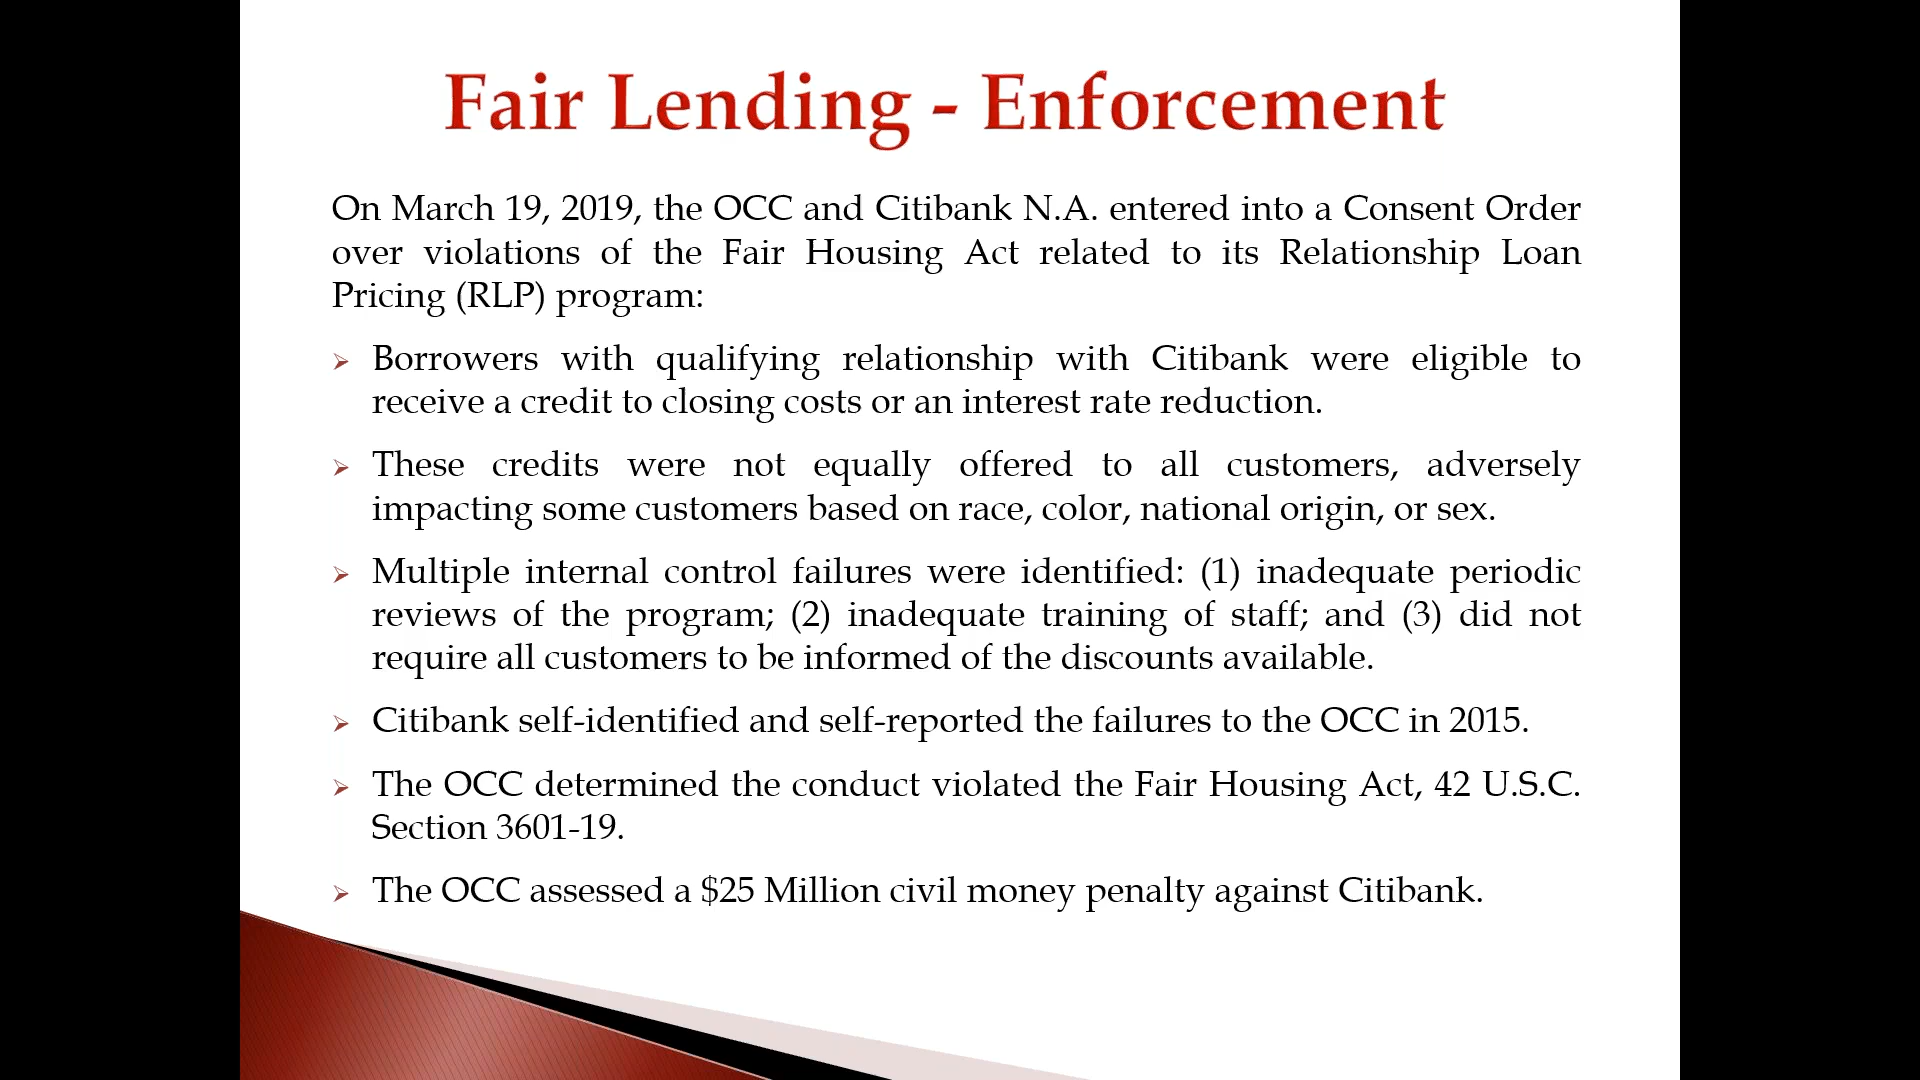 Fair Lending - Enforcement
On March 19, 2019, the OCC and Citibank N.A. entered into a Consent Order
over violations of the Fair Housing Act related to its Relationship Loan
Pricing (RLP) program:
Borrowers with qualifying relationship with Citibank were eligible to
receive a credit to closing costs or an interest rate reduction.
These credits were not equally offered to all customers, adversely
impacting some customers based on race, color, national origin, or sex.
Multiple internal control failures were identified: (1) inadequate periodic
reviews of the program; (2) inadequate training of staff; and (3) did not
require all customers to be informed of the discounts available.
Citibank self-identified and self-reported the failures to the OCC in 2015.
The OCC determined the conduct violated the Fair Housing Act, 42 U.S.C.
Section 3601-19.
The OCC assessed a $25 Million civil money penalty against Citibank.